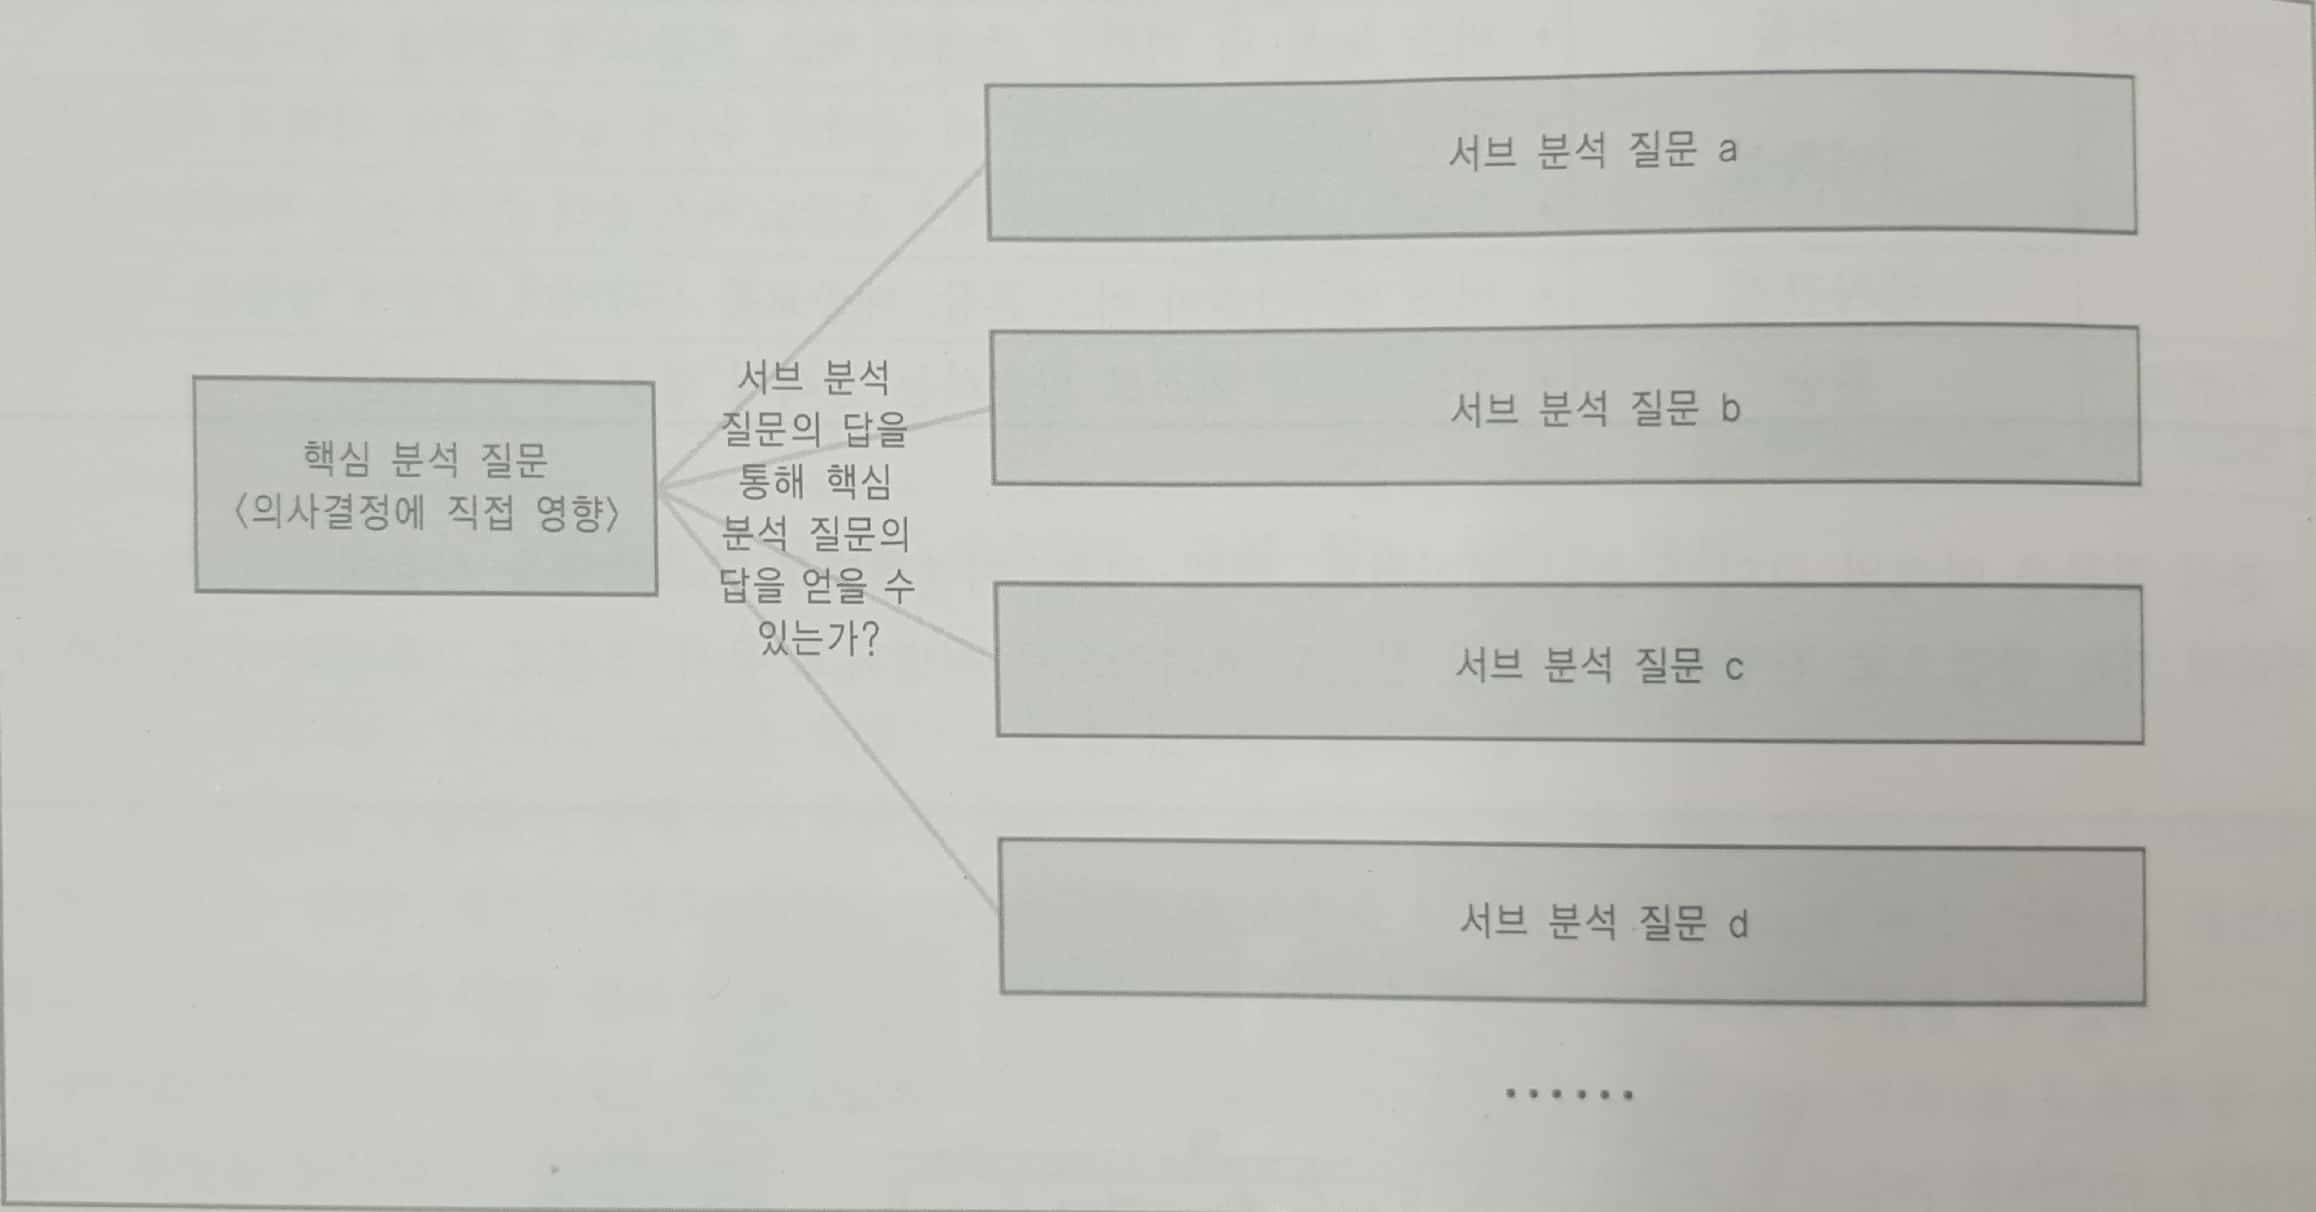 핵심 분석 질문
〈의사결정에 직접 영향〉
서브 분석
질문의 답을
통해 핵심
분석 질문의
답을 얻을 수
있는가?
서브 분석 질문 a
서브 분석 질문 b
서브 분석 질문 c
서브 분석 질문 d
······